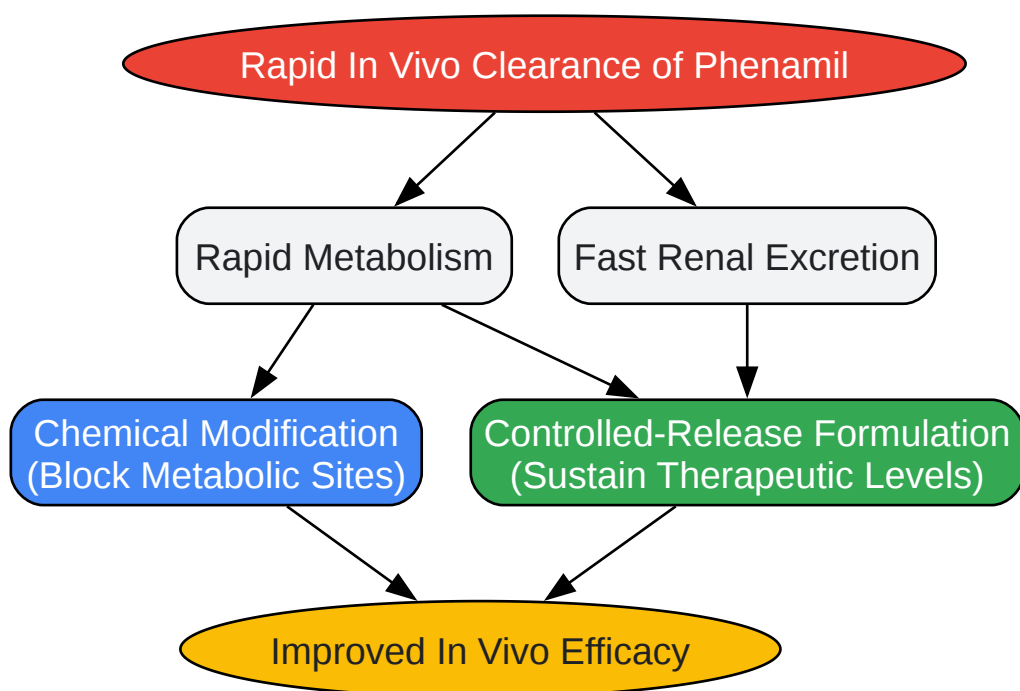 Rapid In Vivo Clearance of Phenamil
Rapid Metabolism
Fast Renal Excretion
Chemical Modification
(Block Metabolic Sites)
Controlled-Release Formulation
(Sustain Therapeutic Levels)
Improved In Vivo Efficacy